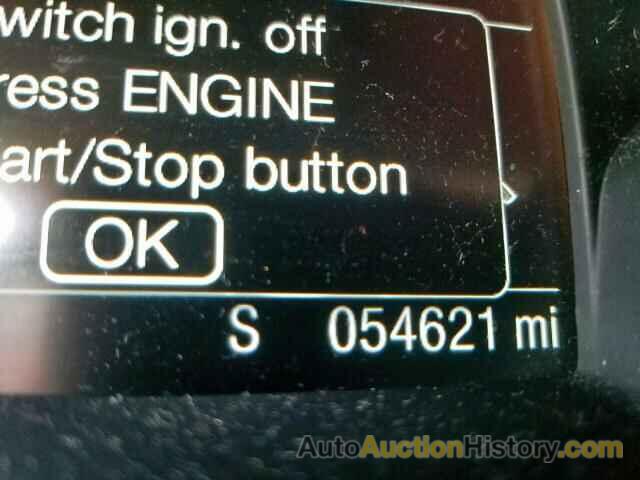 witch ign. off
ress ENGINE
art/Stop button
OK
S 054621 mi
AutoAuctionHistory.com